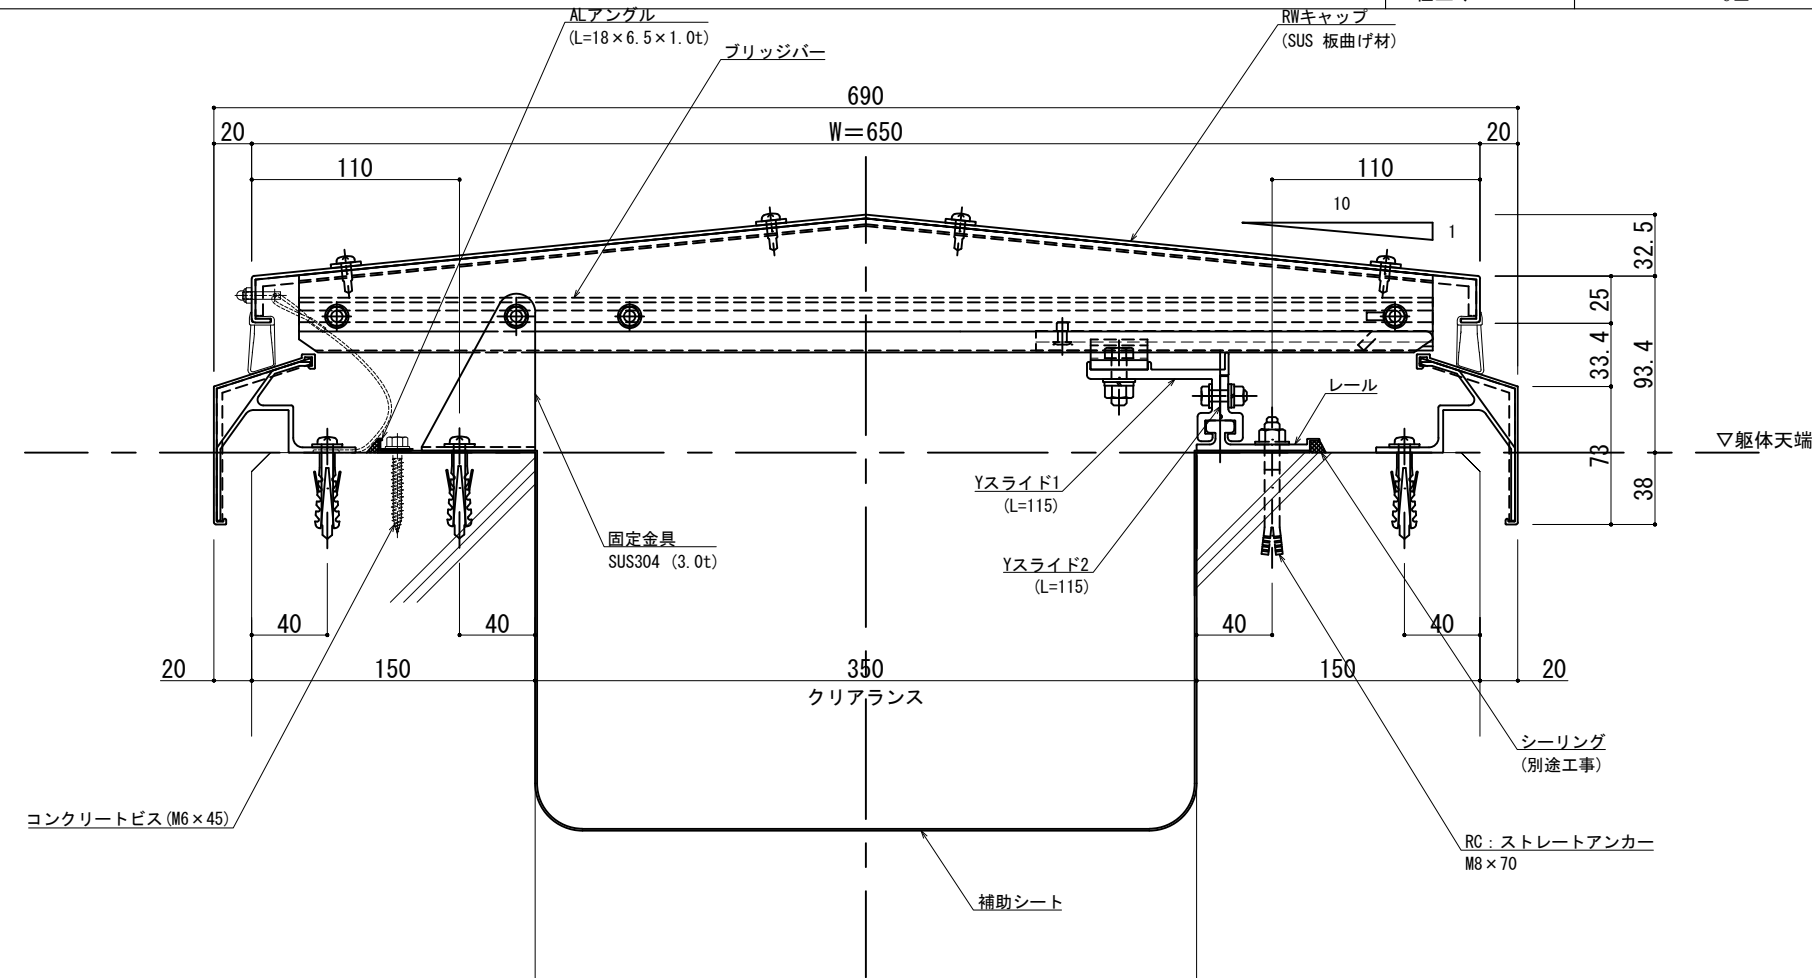 ALアングル
(L=18×6.5×1.0t)
RWキャップ
(SUS 板曲げ材)
ブリッジバー
690
20
W=650
20
110
110
10
1
32.5
25
33.4
93.4
73
38
レール
▽躯体天端
Yスライド1
(L=115)
固定金具
SUS304 (3.0t)
Yスライド2
(L=115)
40
40
40
40
20
150
350
150
20
クリアランス
シーリング
(別途工事)
コンクリートビス(M6×45)
RC：ストレートアンカー
M8×70
補助シート